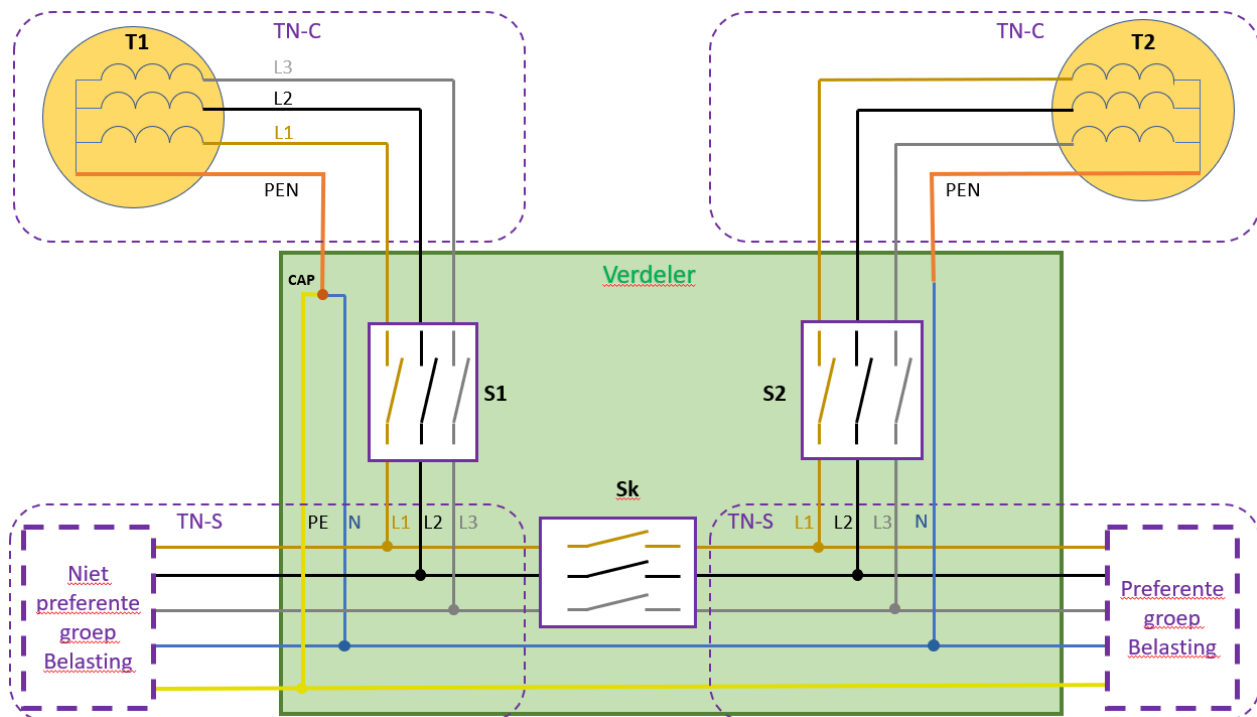 TN-C
T1
L3
L2
L1
PEN
TN-C
T2
PEN
Verdeler
CAP
S1
S2
Sk
TN-S
PE
N
L1
L2
L3
TN-S
L1
L2
L3
N
Niet
preferente
groep
Belasting
Preferente
groep
Belasting